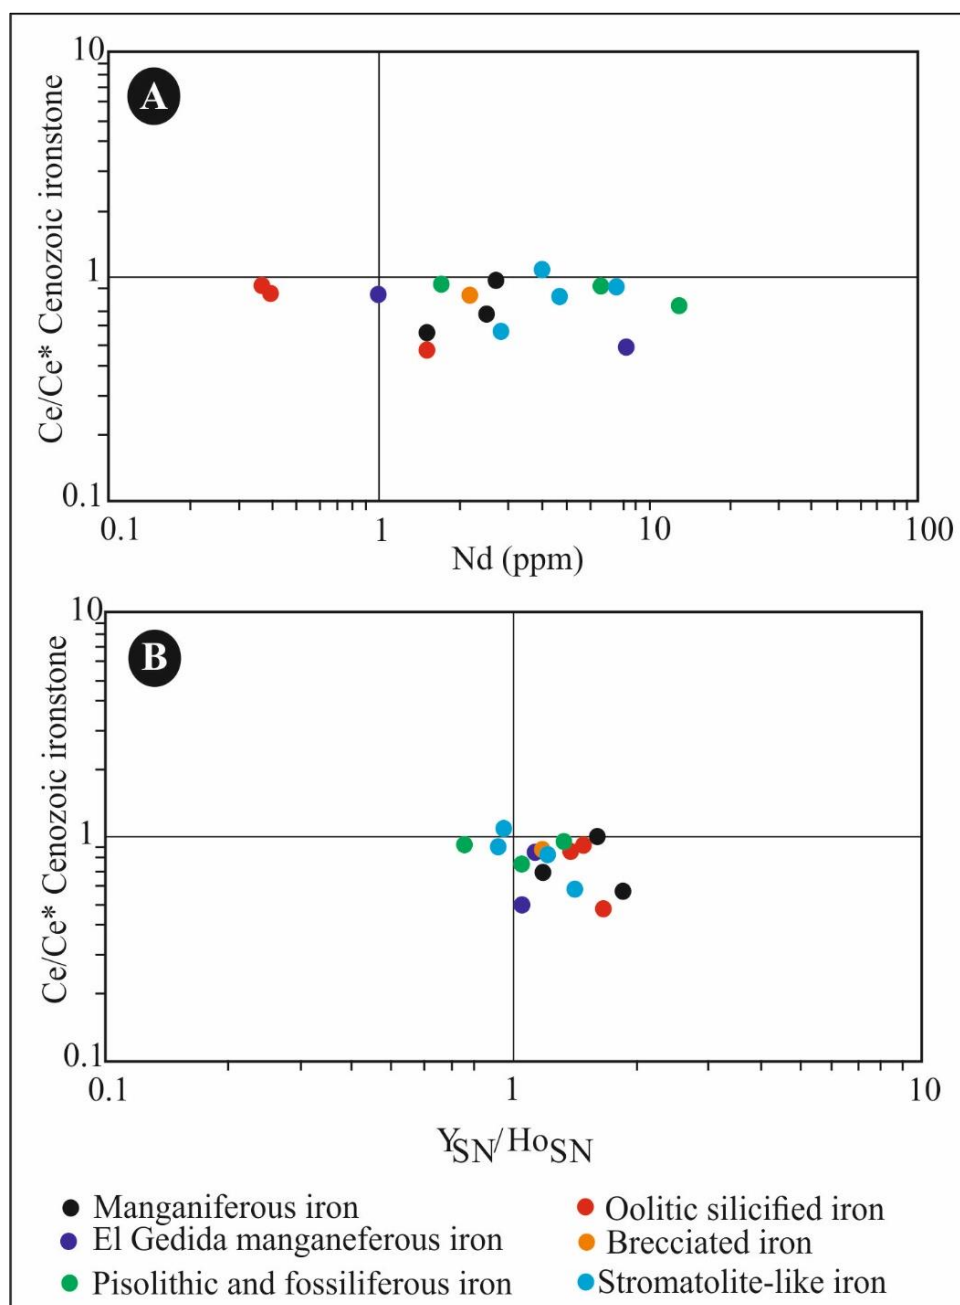 A
Ce/Ce* Cenozoic ironstone
10
1
0.1
0.1 1 10 100
Nd (ppm)
B
Ce/Ce* Cenozoic ironstone
10
1
0.1
0.1 1 10
YSN/HoSN
Manganiferous iron
Oolitic silicified iron
El Gedida manganeferous iron
Brecciated iron
Pisolithic and fossiliferous iron
Stromatolite-like iron